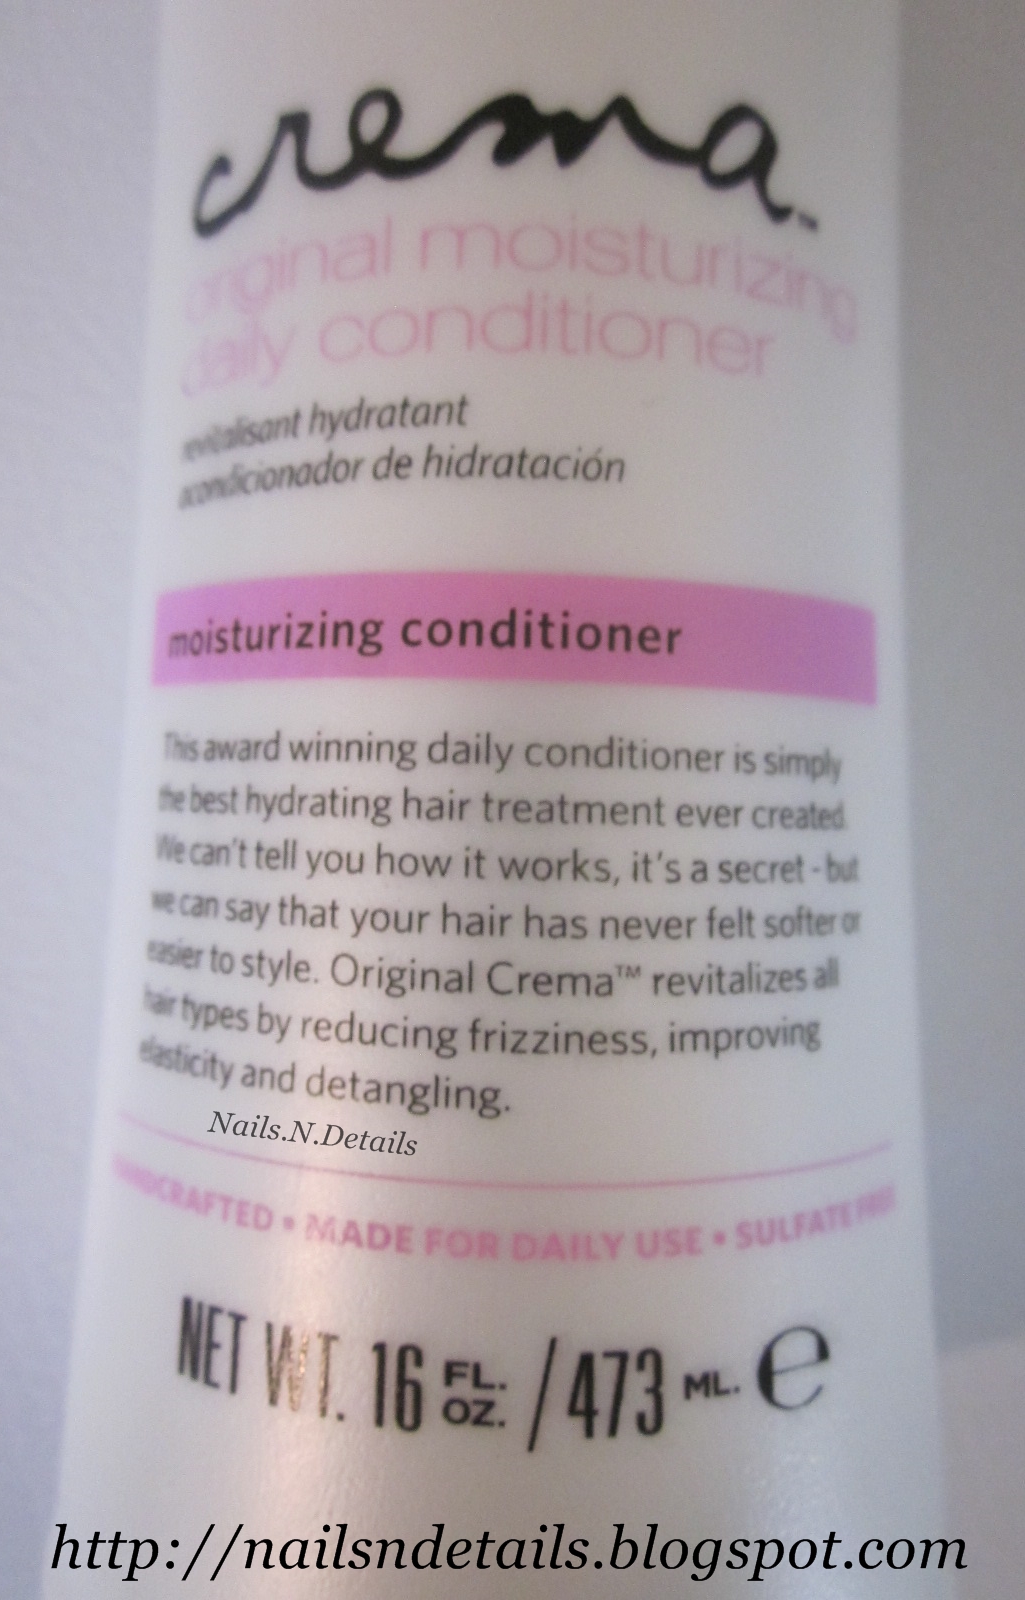 crema™
original moisturizing
daily conditioner
revitalisant hydratant
acondicionador de hidratación
moisturizing conditioner
This award winning daily conditioner is simply
the best hydrating hair treatment ever created.
We can't tell you how it works, it's a secret - but
we can say that your hair has never felt softer or
easier to style. Original Crema™ revitalizes all
hair types by reducing frizziness, improving
elasticity and detangling.
Nails.N.Details
HANDCRAFTED • MADE FOR DAILY USE • SULFATE FREE
NET WT. 16 FL. OZ. / 473 ML. e
http://nailsndetails.blogspot.com